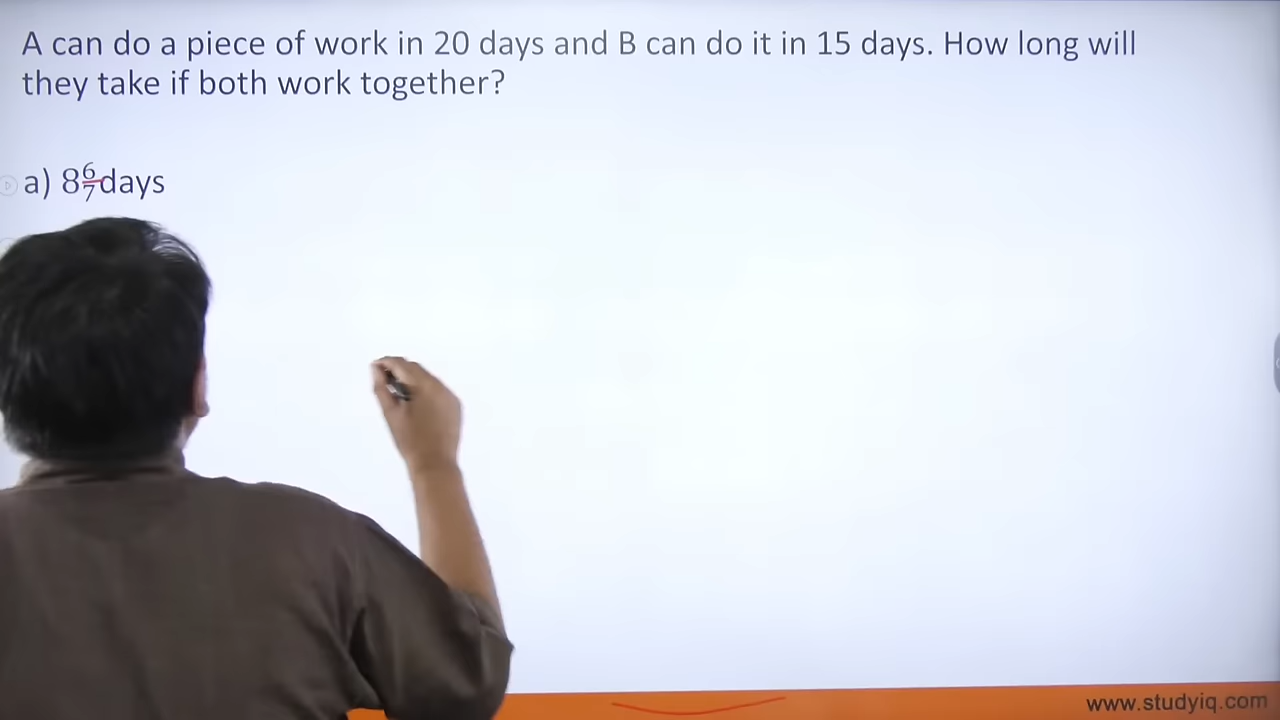 A can do a piece of work in 20 days and B can do it in 15 days. How long will
they take if both work together?
a) 8 6/7 days
www.studyiq.com